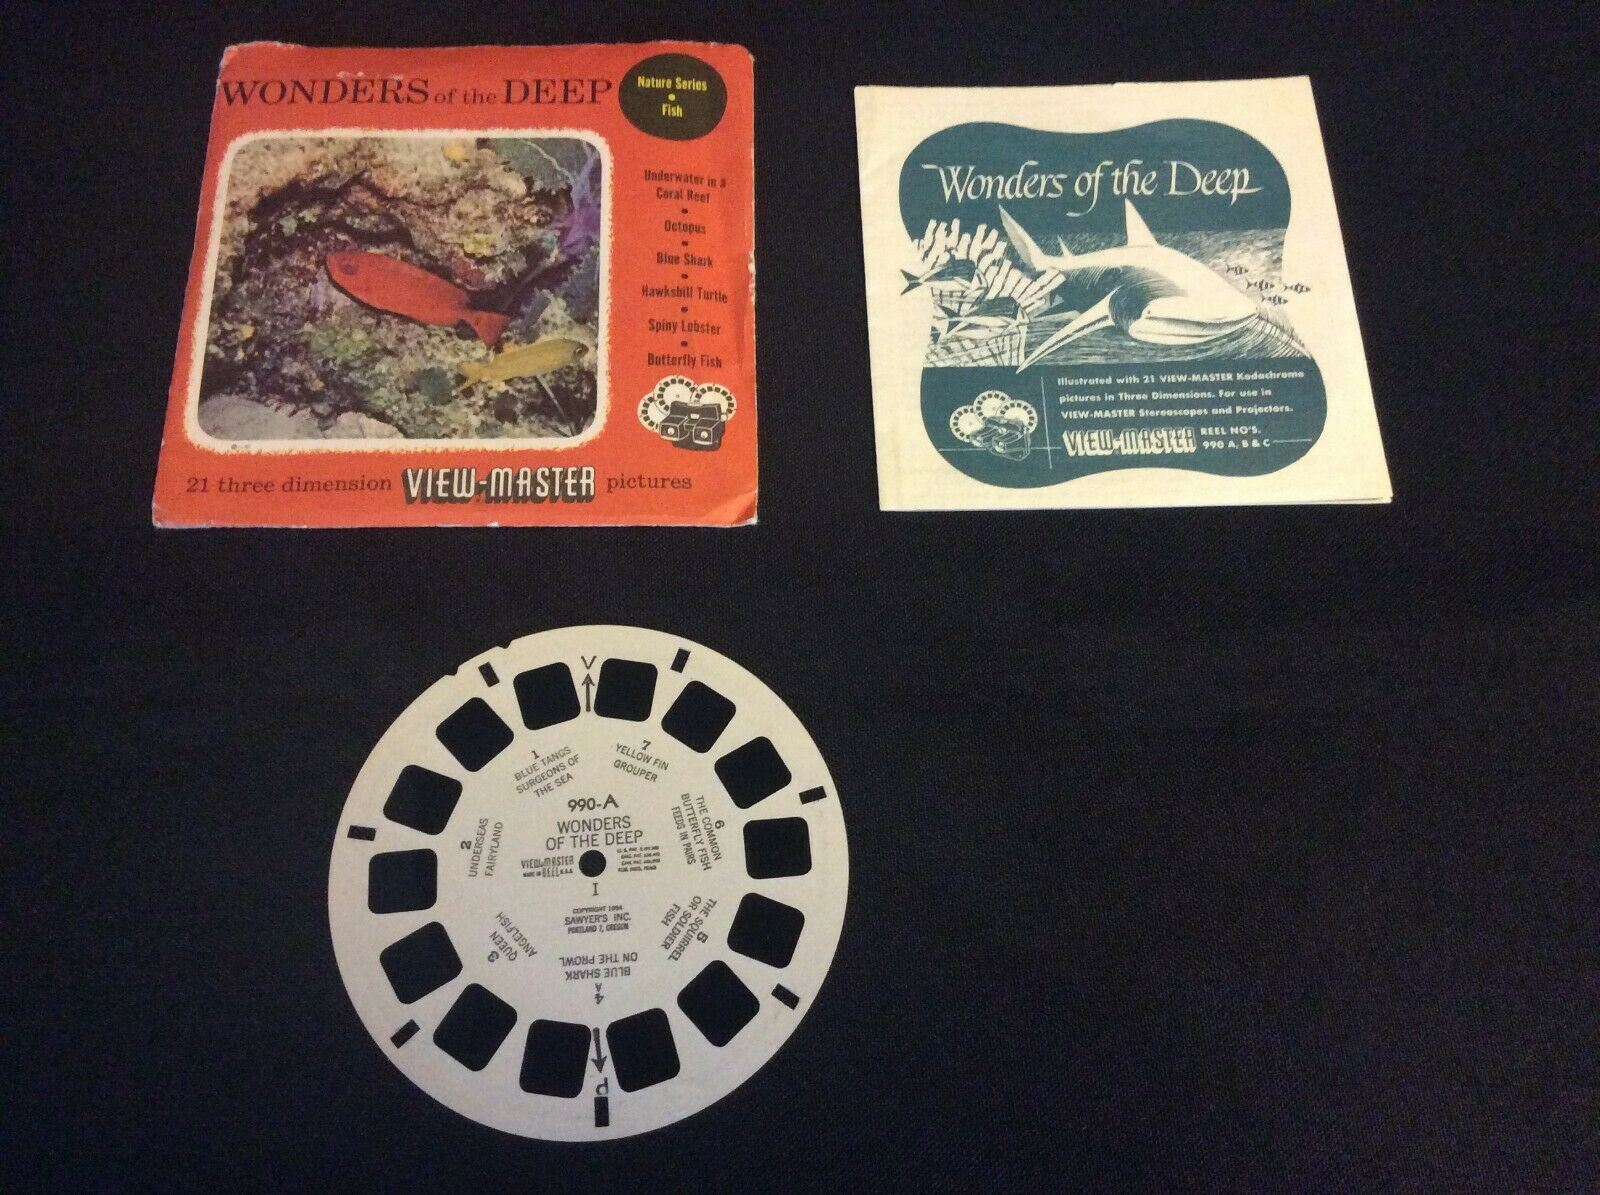 WONDERS of the DEEP
Nature Series
•
Fish
Underwater in a
Coral Reef
•
Octopus
•
Blue Shark
•
Hawksbill Turtle
•
Spiny Lobster
•
Butterfly Fish
21 three dimension VIEW-MASTER pictures
Wonders of the Deep
Illustrated with 21 VIEW-MASTER Kodachrome
pictures in Three Dimensions. For use in
VIEW-MASTER Stereoscopes and Projectors.
VIEW-MASTER REEL NO'S.
990 A, B & C
V
1
BLUE TANGS
SURGEONS OF
THE SEA
7
YELLOW FIN
GROUPER
990-A
WONDERS
OF THE DEEP
6
THE COMMON
BUTTERFLY FISH
FEEDS IN PAIRS
2
UNDERSEAS
FAIRYLAND
VIEW-MASTER
MADE IN REEL U.S.A.
I
COPYRIGHT 1954
SAWYER'S INC.
PORTLAND 7, OREGON
3
QUEEN
ANGELFISH
5
THE SQUIRREL
OR SOLDIER
FISH
4
A
BLUE SHARK
ON THE PROWL
P